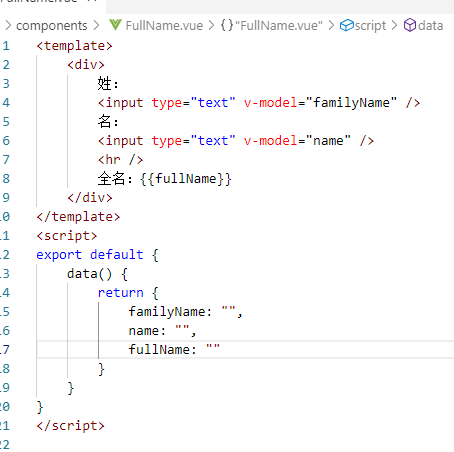 FullName.vue
components > FullName.vue > {} "FullName.vue" > script > data
1 <template>
2 <div>
3 姓：
4 <input type="text" v-model="familyName" />
5 名：
6 <input type="text" v-model="name" />
7 <hr />
8 全名：{{fullName}}
9 </div>
10 </template>
11 <script>
12 export default {
13 data() {
14 return {
15 familyName: "",
16 name: "",
17 fullName: ""
18 }
19 }
20 }
21 </script>
22